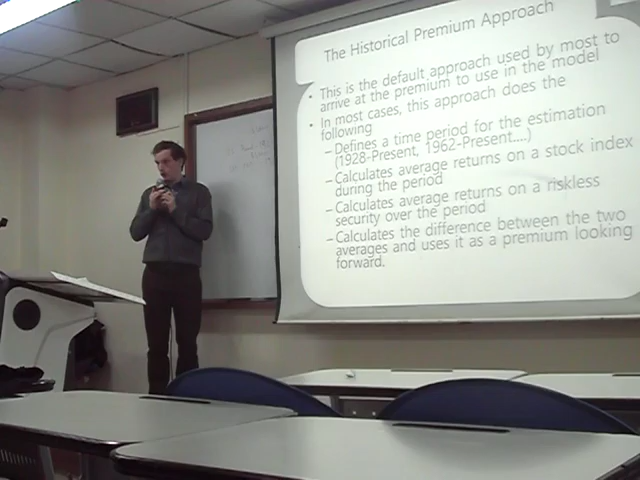 The Historical Premium Approach
• This is the default approach used by most to
arrive at the premium to use in the model
• In most cases, this approach does the
following
– Defines a time period for the estimation
(1928-Present, 1962-Present....)
– Calculates average returns on a stock index
during the period
– Calculates average returns on a riskless
security over the period
– Calculates the difference between the two
averages and uses it as a premium looking
forward.